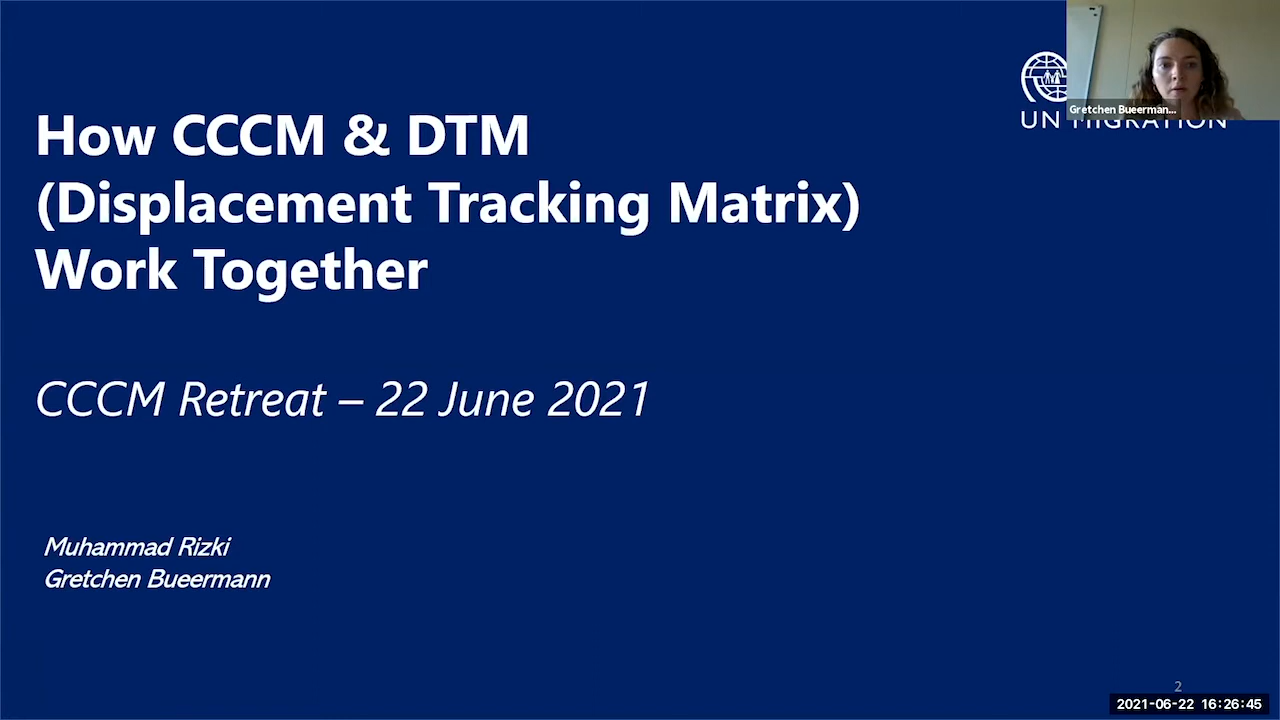 How CCCM & DTM
(Displacement Tracking Matrix)
Work Together
CCCM Retreat – 22 June 2021
Muhammad Rizki
Gretchen Bueermann
Gretchen Bueerman...
UN MIGRATION
2
2021-06-22 16:26:45